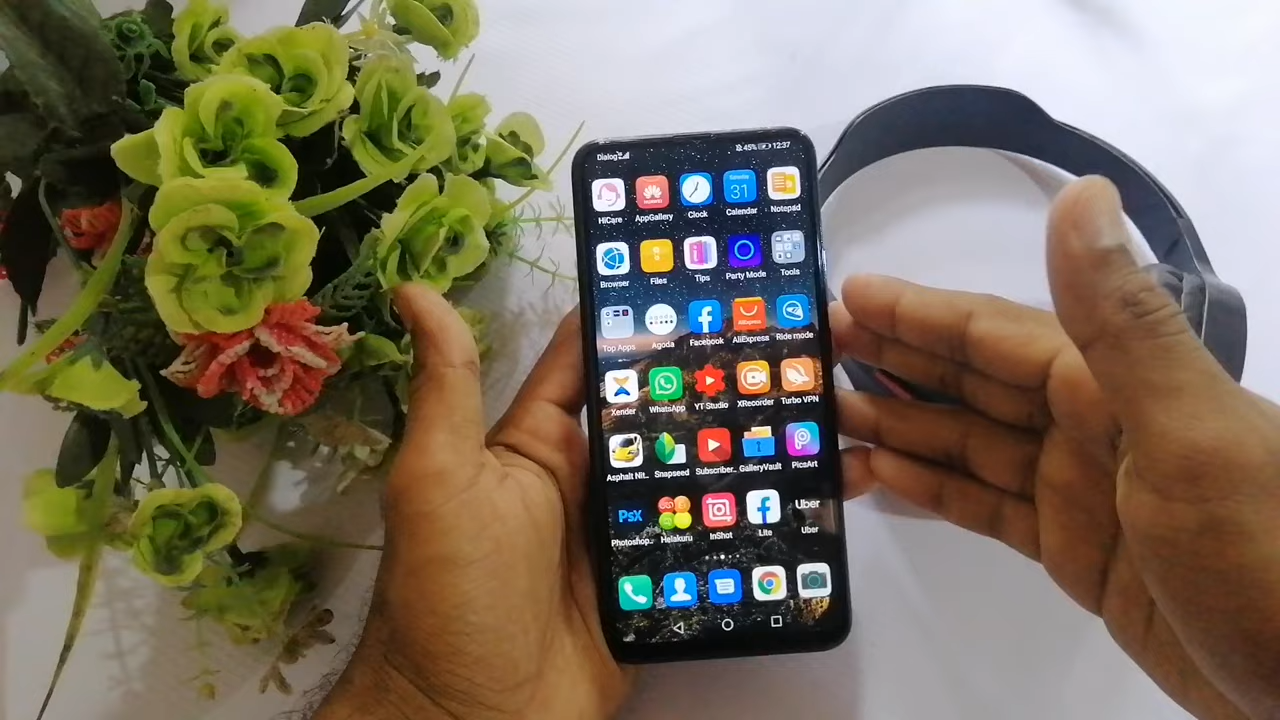 Dialog 45% 12:37
HiCare AppGallery Clock Calendar Notepad
HUAWEI Saturday 31
Browser Files Tips Party Mode Tools
Top Apps Agoda Facebook AliExpress Ride mode
Xender WhatsApp YT Studio XRecorder Turbo VPN
Asphalt Nit... Snapseed Subscriber... GalleryVault PicsArt
PsX Uber
Photoshop... Helakuru InShot Lite Uber